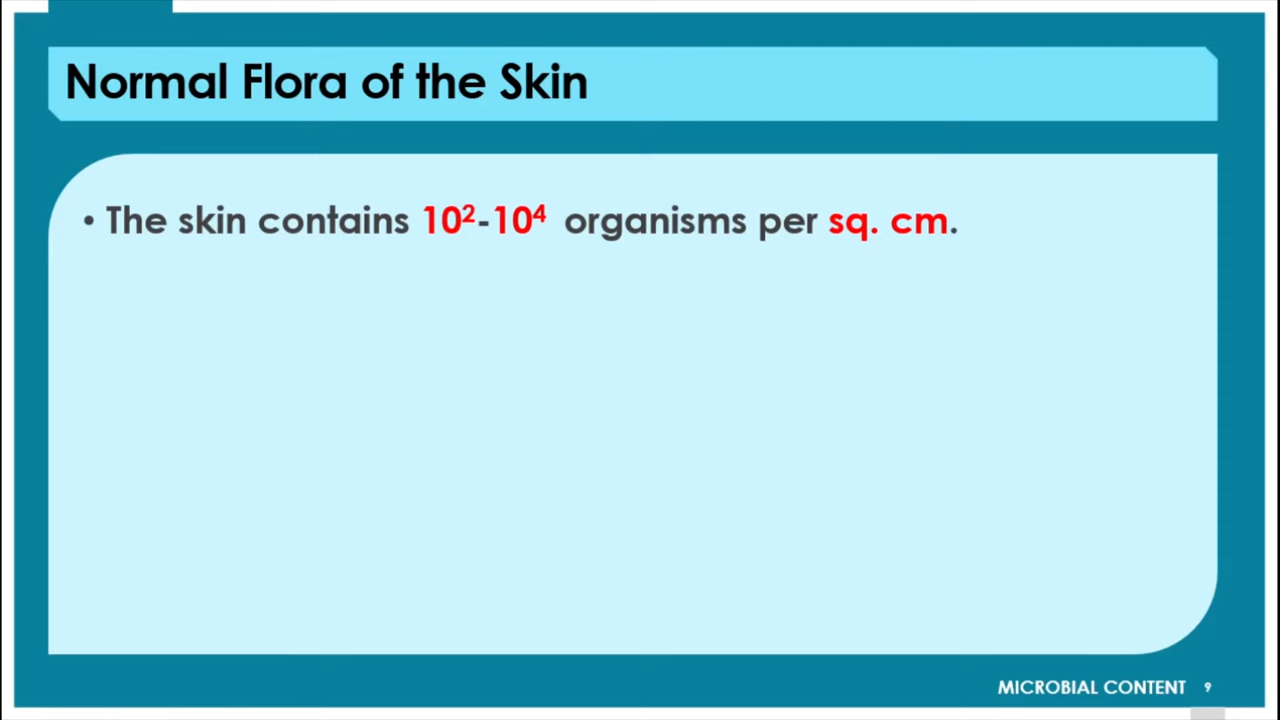 Normal Flora of the Skin
• The skin contains 10²-10⁴ organisms per sq. cm.
MICROBIAL CONTENT 9